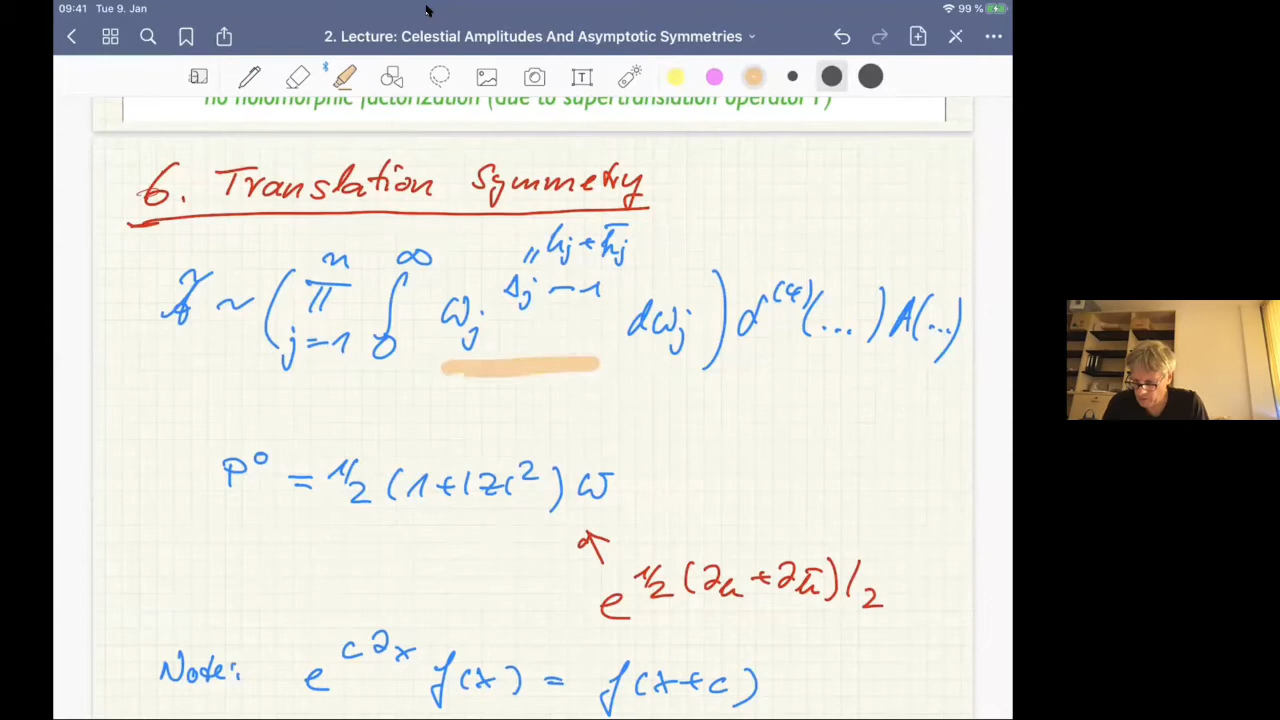 09:41 Tue 9. Jan
99 %
2. Lecture: Celestial Amplitudes And Asymptotic Symmetries
no holomorphic factorization (due to supertranslation operator P)
6. Translation Symmetry
~ ( ∏_{j=1}^{n} ∫_0^∞ ω_j^{Δ_j - 1} dω_j ) δ^{(4)}(...) A(...)
" h_j + h̄_j
P^0 = 1/2 (1+|z|^2) ω
e^{1/2 (∂_h + ∂_h̄)/2}
Note: e^{c∂_x} f(x) = f(x+c)